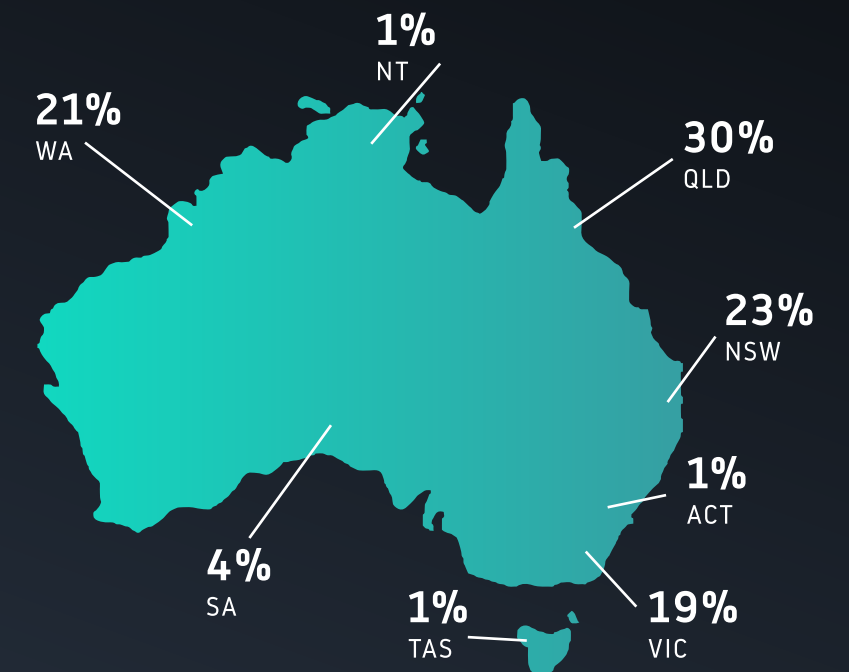 1%
NT
21%
WA
30%
QLD
23%
NSW
1%
ACT
4%
SA
1%
TAS
19%
VIC